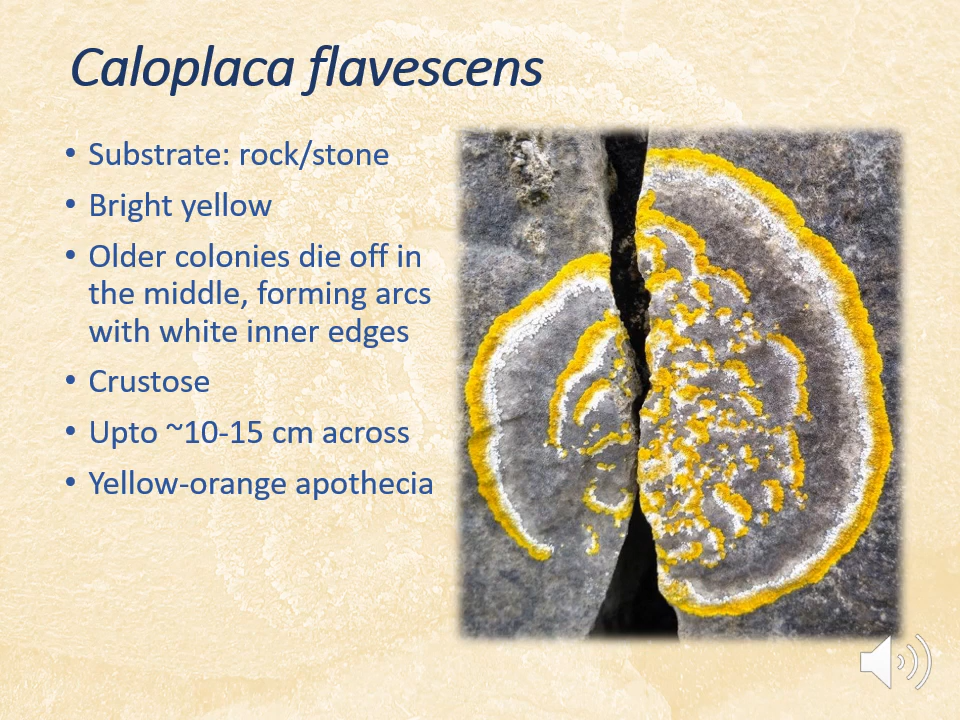 Caloplaca flavescens
• Substrate: rock/stone
• Bright yellow
• Older colonies die off in
the middle, forming arcs
with white inner edges
• Crustose
• Upto ~10-15 cm across
• Yellow-orange apothecia